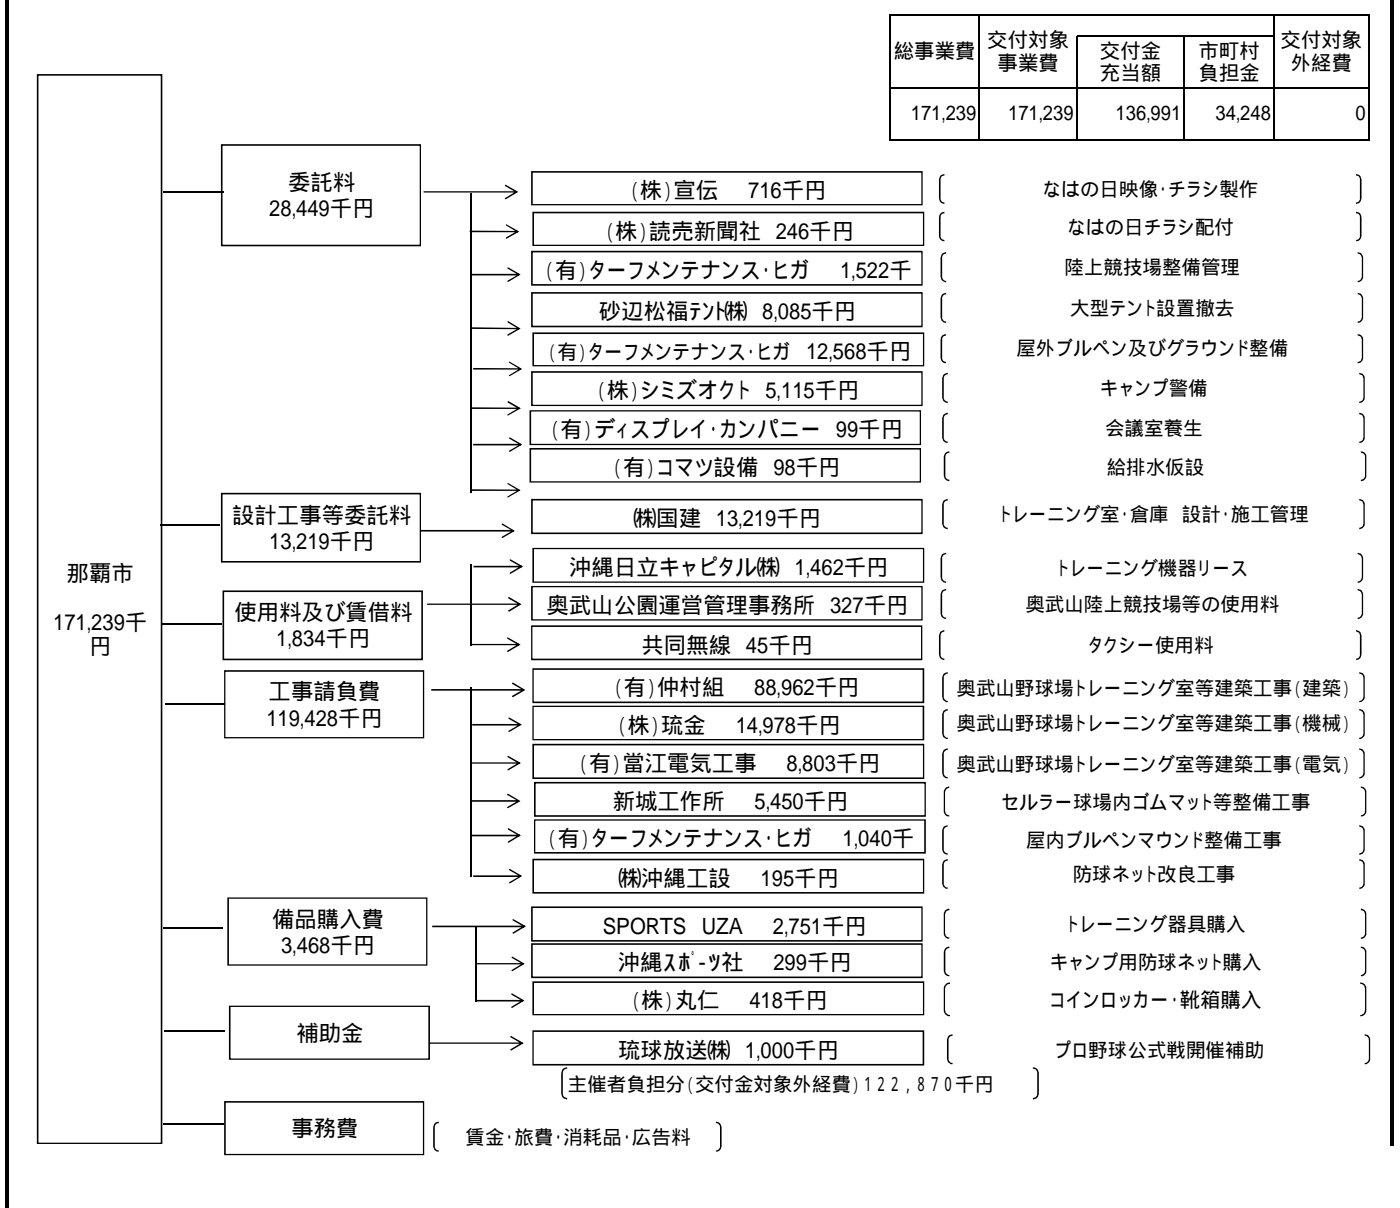 総事業費 交付対象事業費 交付金充当額 市町村負担金 交付対象外経費
171,239 171,239 136,991 34,248 0
那覇市
171,239千円
委託料
28,449千円
(株)宣伝 716千円 なはの日映像・チラシ製作
(株)読売新聞社 246千円 なはの日チラシ配付
(有)ターフメンテナンス・ヒガ 1,522千 陸上競技場整備管理
砂辺松福テント㈱ 8,085千円 大型テント設置撤去
(有)ターフメンテナンス・ヒガ 12,568千円 屋外ブルペン及びグラウンド整備
(株)シミズオクト 5,115千円 キャンプ警備
(有)ディスプレイ・カンパニー 99千円 会議室養生
(有)コマツ設備 98千円 給排水仮設
設計工事等委託料
13,219千円
㈱国建 13,219千円 トレーニング室・倉庫 設計・施工管理
使用料及び賃借料
1,834千円
沖縄日立キャピタル㈱ 1,462千円 トレーニング機器リース
奥武山公園運営管理事務所 327千円 奥武山陸上競技場等の使用料
共同無線 45千円 タクシー使用料
工事請負費
119,428千円
(有)仲村組 88,962千円 奥武山野球場トレーニング室等建築工事(建築)
(株)琉金 14,978千円 奥武山野球場トレーニング室等建築工事(機械)
(有)當江電気工事 8,803千円 奥武山野球場トレーニング室等建築工事(電気)
新城工作所 5,450千円 セルラー球場内ゴムマット等整備工事
(有)ターフメンテナンス・ヒガ 1,040千 屋内ブルペンマウンド整備工事
㈱沖縄工設 195千円 防球ネット改良工事
備品購入費
3,468千円
SPORTS UZA 2,751千円 トレーニング器具購入
沖縄スポーツ社 299千円 キャンプ用防球ネット購入
(株)丸仁 418千円 コインロッカー・靴箱購入
補助金
琉球放送㈱ 1,000千円 プロ野球公式戦開催補助
主催者負担分(交付金対象外経費)122,870千円
事務費 賃金・旅費・消耗品・広告料